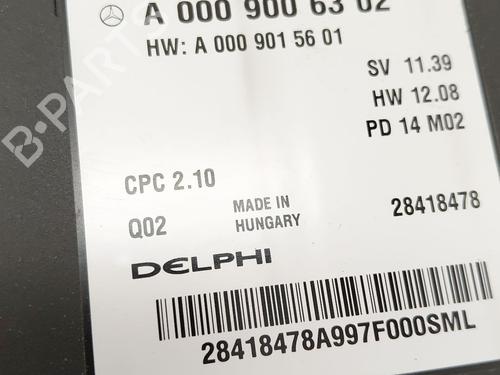 A 000 900 63 02
HW: A 000 901 56 01
SV 11.39
HW 12.08
PD 14 M02
CPC 2.10
Q02
MADE IN
HUNGARY
28418478
DELPHI
28418478A997F000SML
B-PARTS